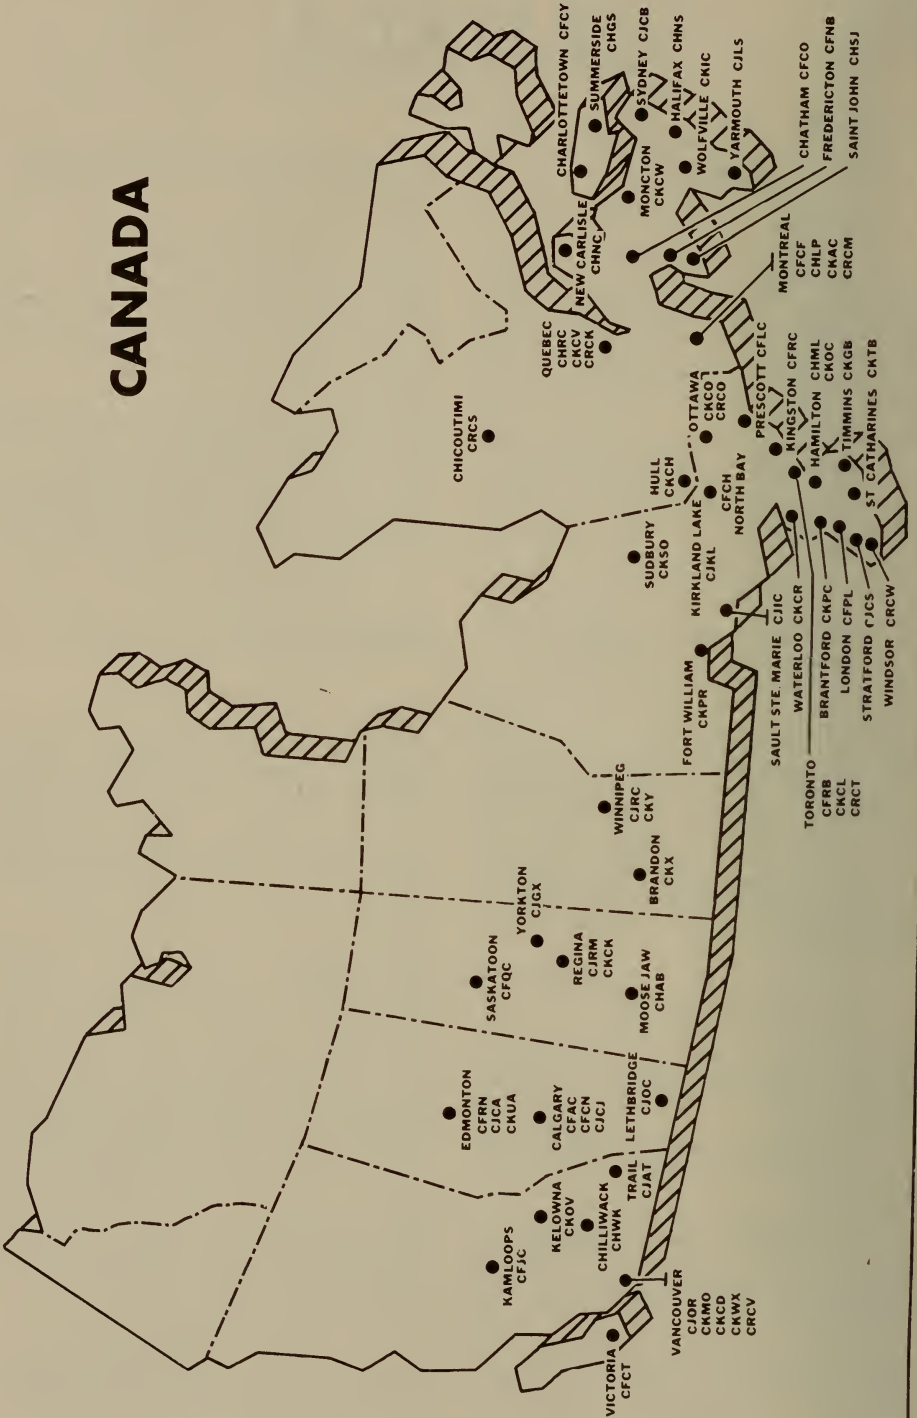 CANADA
CHARLOTTETOWN CFCY
SUMMERSIDE
CHGS
SYDNEY CJCB
HALIFAX CHNS
WOLFVILLE CKIC
YARMOUTH CJLS
MONCTON
CKCW
NEW CARLISLE
CHNC
CHATHAM CFCO
FREDERICTON CFNB
SAINT JOHN CHSJ
MONTREAL
CFCF
CHLP
CKAC
CRCM
QUEBEC
CHRC
CKCV
CRCK
CHICOUTIMI
CRCS
OTTAWA
CKCO
CRCO
PRESCOTT CFLC
KINGSTON CFRC
HAMILTON CHML
CKOC
TIMMINS CKGB
ST CATHARINES CKTB
HULL
CKCH
CFCH
NORTH BAY
SUDBURY
CKSO
KIRKLAND LAKE
CJKL
FORT WILLIAM
CKPR
SAULT STE. MARIE CJIC
WATERLOO CKCR
TORONTO
CFRB
CKCL
CRCT
BRANTFORD CKPC
LONDON CFPL
STRATFORD CJCS
WINDSOR CRCW
WINNIPEG
CJRC
CKY
BRANDON
CKX
YORKTON
CJGX
SASKATOON
CFQC
REGINA
CJRM
CKCK
MOOSE JAW
CHAB
EDMONTON
CFRN
CJCA
CKUA
CALGARY
CFAC
CFCN
CJCJ
LETHBRIDGE
CJOC
TRAIL
CJAT
KELOWNA
CKOV
CHILLIWACK
CHWK
KAMLOOPS
CFJC
VANCOUVER
CJOR
CKMO
CKCD
CKWX
CRCV
VICTORIA
CFCT